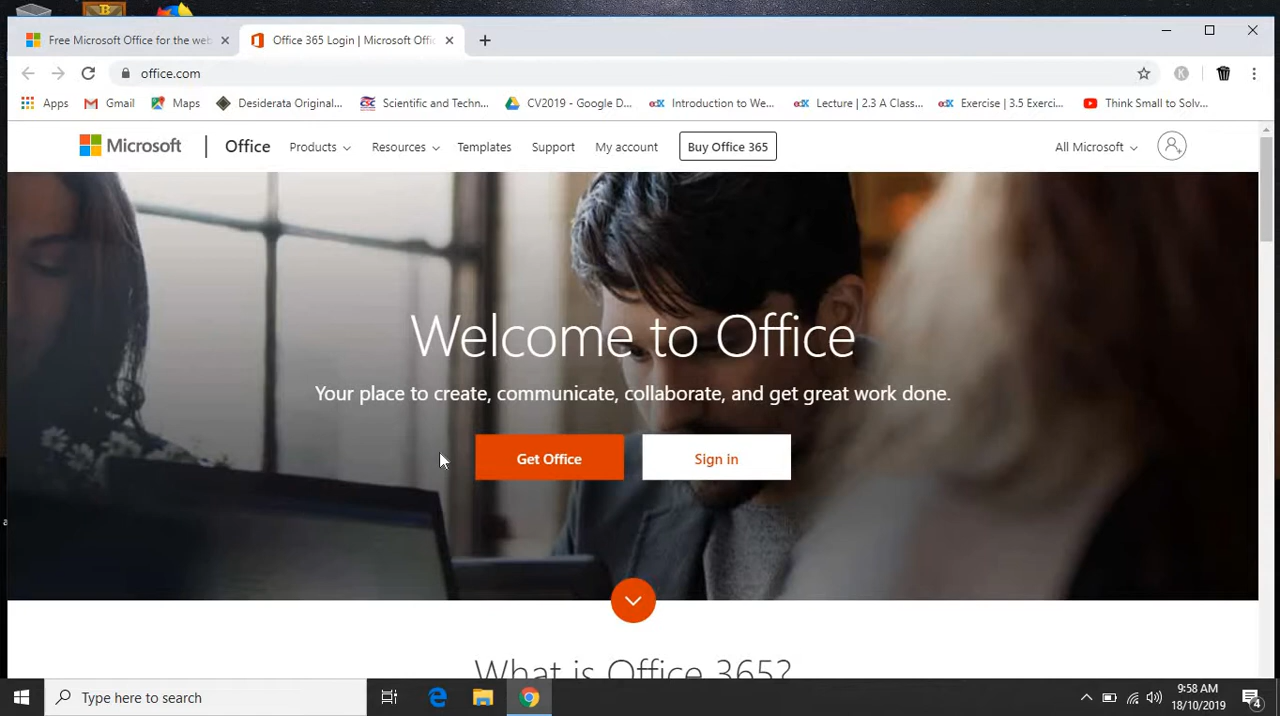 Free Microsoft Office for the web
Office 365 Login | Microsoft Offic
office.com
Apps
Gmail
Maps
Desiderata Original...
Scientific and Techn...
CV2019 - Google D...
Introduction to We...
Lecture | 2.3 A Clas...
Exercise | 3.5 Exerci...
Think Small to Solv...
Microsoft
Office
Products
Resources
Templates
Support
My account
Buy Office 365
All Microsoft
Welcome to Office
Your place to create, communicate, collaborate, and get great work done.
Get Office
Sign in
What is Office 365?
Type here to search
9:58 AM
18/10/2019
4